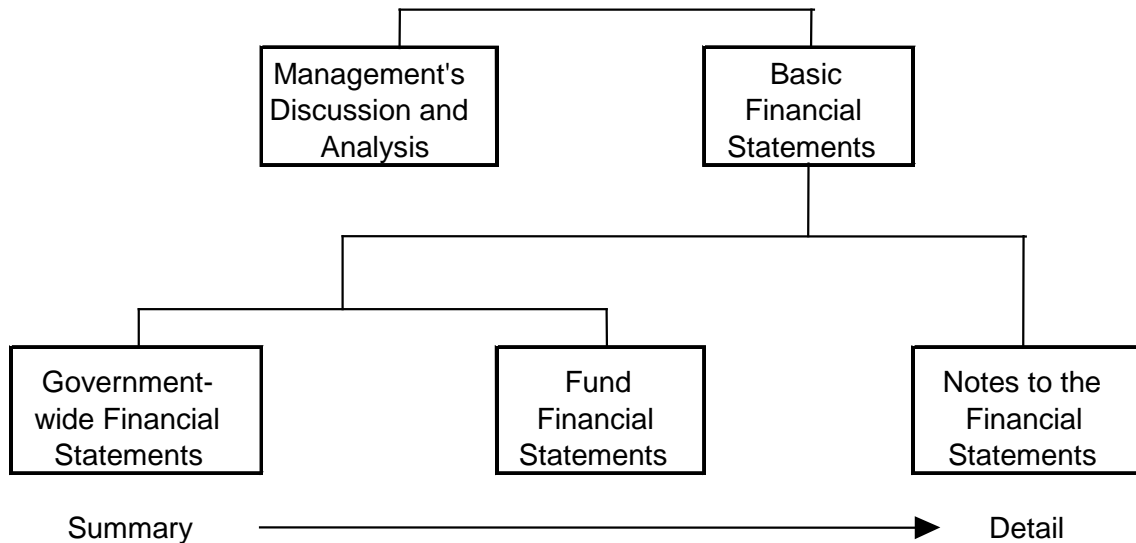 Management's
Discussion and
Analysis
Basic
Financial
Statements
Government-
wide Financial
Statements
Fund
Financial
Statements
Notes to the
Financial
Statements
Summary
Detail